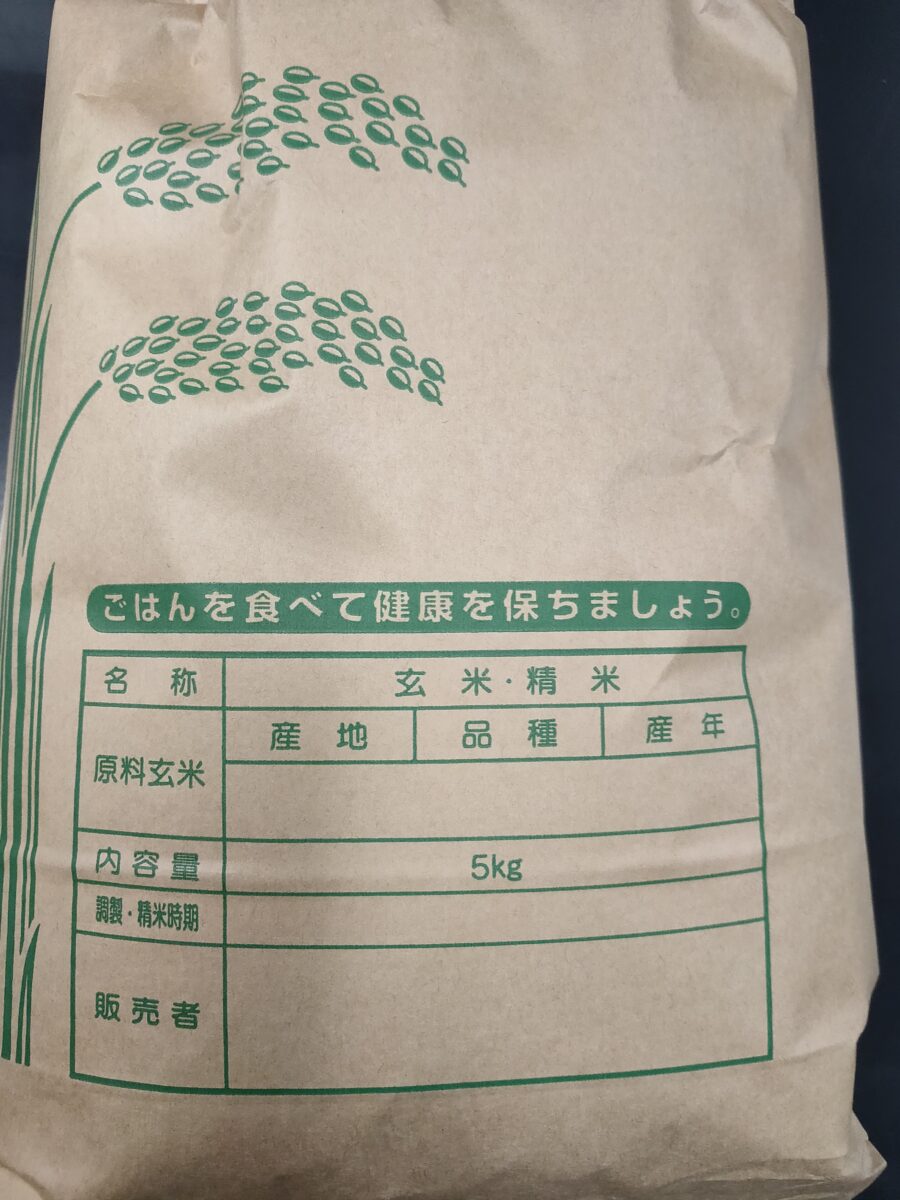 ごはんを食べて健康を保ちましょう。
名称 玄米・精米
原料玄米 産地 品種 産年
内容量 5kg
調製・精米時期
販売者